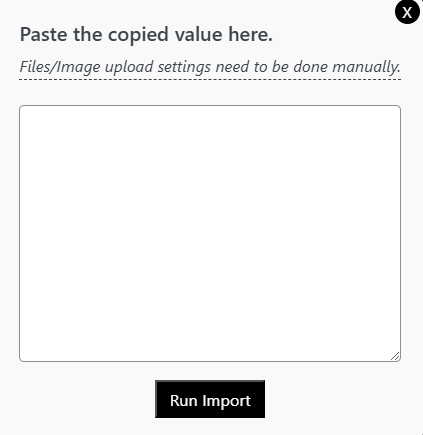 X
Paste the copied value here.
Files/Image upload settings need to be done manually.
Run Import